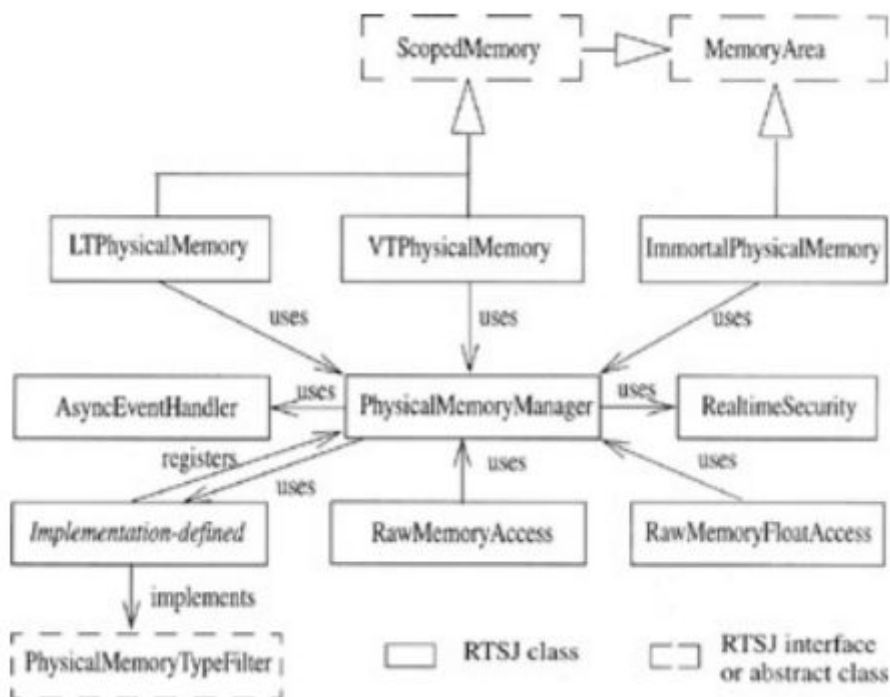 ScopedMemory
MemoryArea
LTPhysicalMemory
VTPhysicalMemory
ImmortalPhysicalMemory
uses
uses
uses
AsyncEventHandler
uses
PhysicalMemoryManager
uses
RealtimeSecurity
registers
uses
uses
uses
Implementation-defined
RawMemoryAccess
RawMemoryFloatAccess
implements
PhysicalMemoryTypeFilter
RTSJ class
RTSJ interface
or abstract class